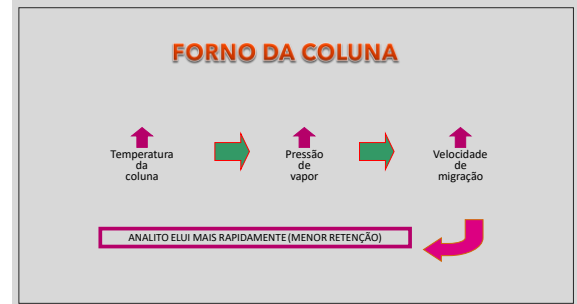 FORNO DA COLUNA
Temperatura
da
coluna
Pressão
de
vapor
Velocidade
de
migração
ANALITO ELUI MAIS RAPIDAMENTE (MENOR RETENÇÃO)